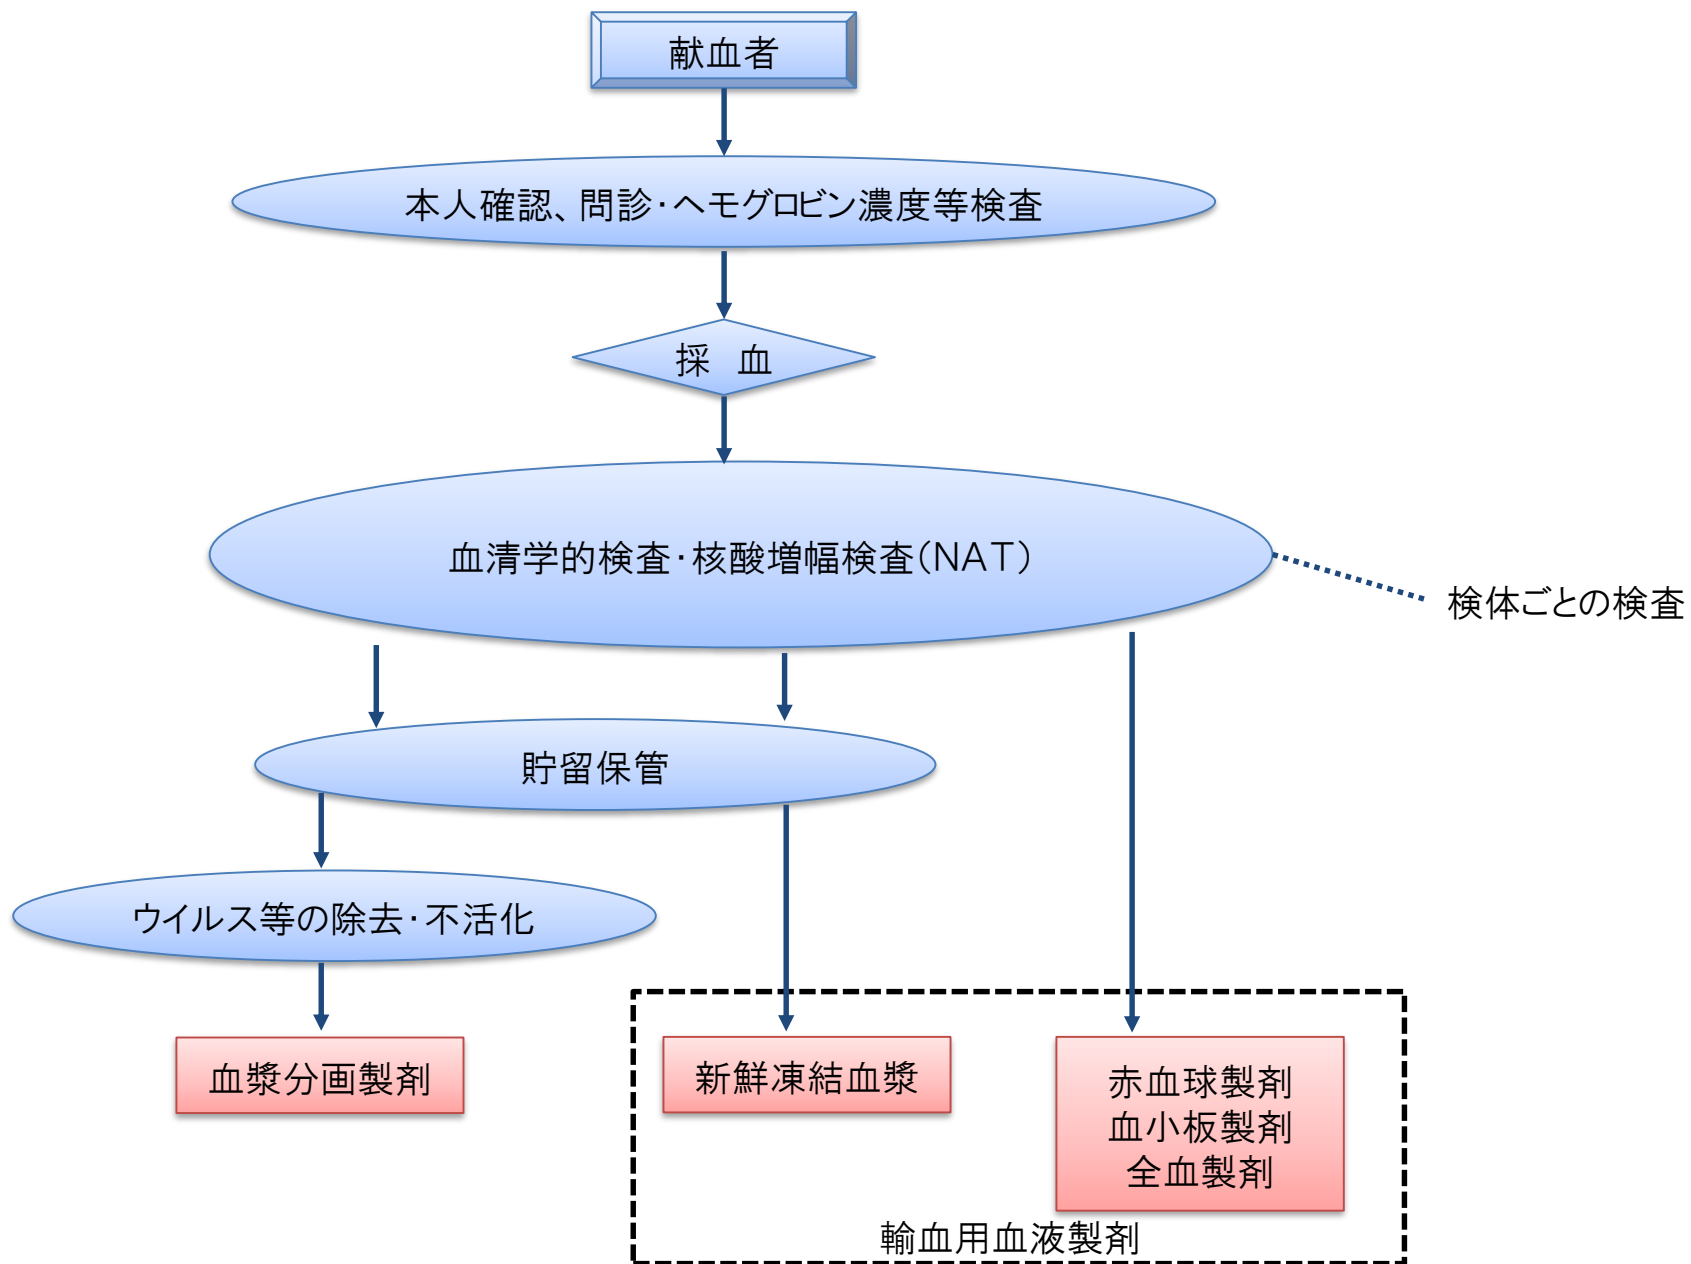 献血者
本人確認、問診・ヘモグロビン濃度等検査
採　血
血清学的検査・核酸増幅検査（NAT）
検体ごとの検査
貯留保管
ウイルス等の除去・不活化
血漿分画製剤
新鮮凍結血漿
赤血球製剤
血小板製剤
全血製剤
輸血用血液製剤